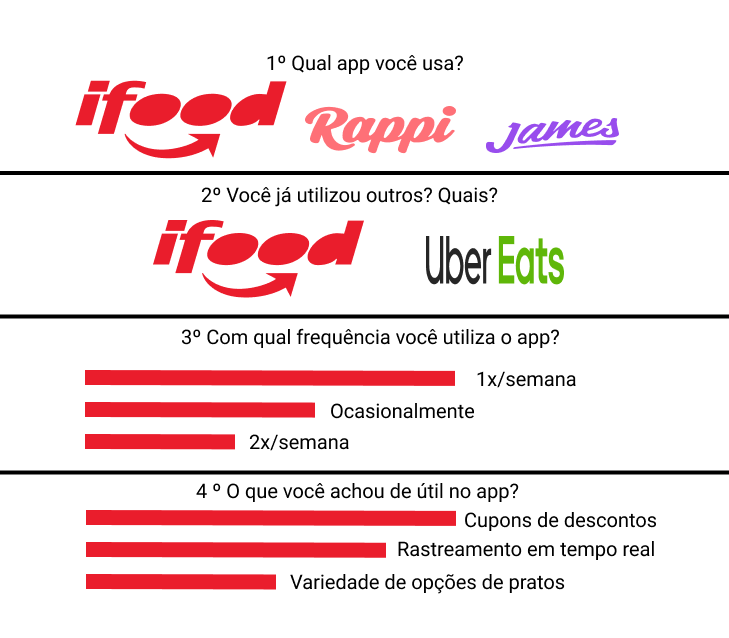 1º Qual app você usa?
ifood Rappi James
2º Você já utilizou outros? Quais?
ifood Uber Eats
3º Com qual frequência você utiliza o app?
1x/semana
Ocasionalmente
2x/semana
4 º O que você achou de útil no app?
Cupons de descontos
Rastreamento em tempo real
Variedade de opções de pratos